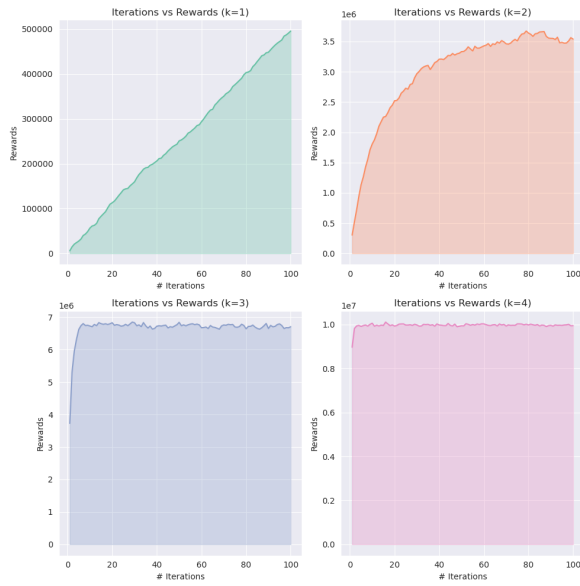 Iterations vs Rewards (k=1)
Rewards
500000
400000
300000
200000
100000
0
0 20 40 60 80 100
# Iterations
Iterations vs Rewards (k=2)
1e6
Rewards
3.5
3.0
2.5
2.0
1.5
1.0
0.5
0.0
0 20 40 60 80 100
# Iterations
Iterations vs Rewards (k=3)
1e6
Rewards
7
6
5
4
3
2
1
0
0 20 40 60 80 100
# Iterations
Iterations vs Rewards (k=4)
1e7
Rewards
1.0
0.8
0.6
0.4
0.2
0.0
0 20 40 60 80 100
# Iterations